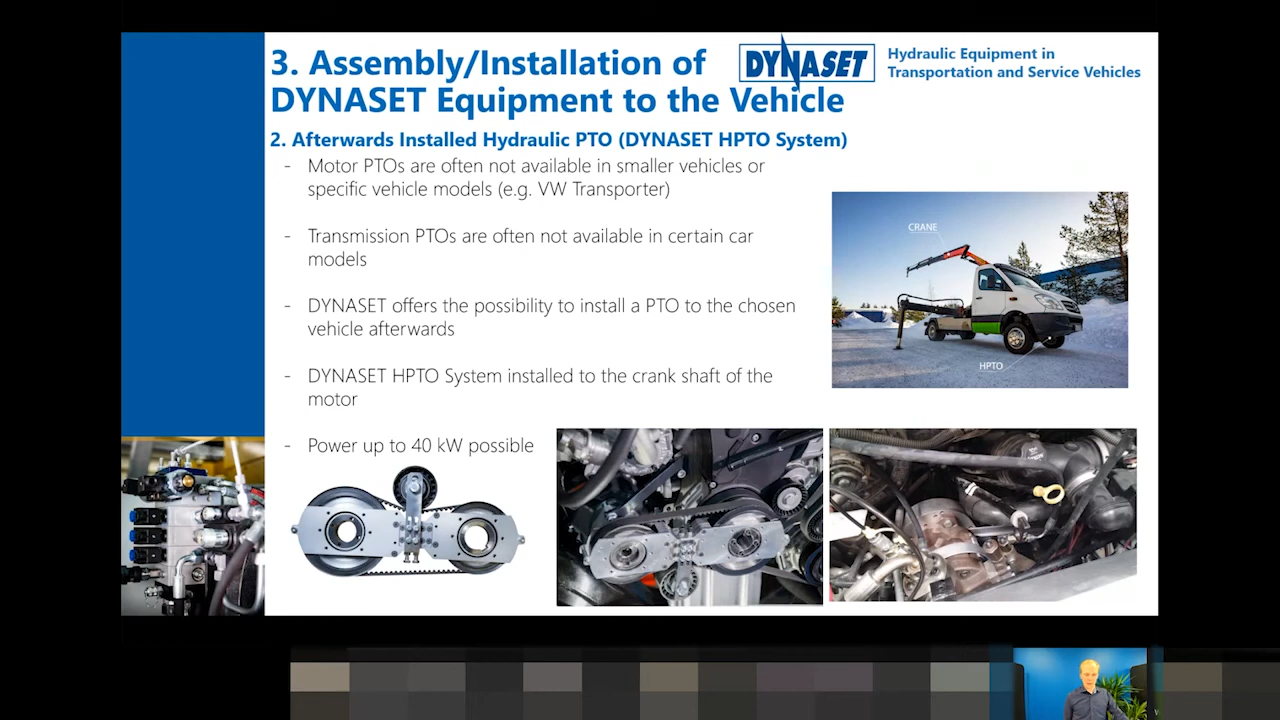 3. Assembly/Installation of
DYNASET Equipment to the Vehicle
DYNASET
Hydraulic Equipment in
Transportation and Service Vehicles
2. Afterwards Installed Hydraulic PTO (DYNASET HPTO System)
- Motor PTOs are often not available in smaller vehicles or
specific vehicle models (e.g. VW Transporter)
- Transmission PTOs are often not available in certain car
models
- DYNASET offers the possibility to install a PTO to the chosen
vehicle afterwards
- DYNASET HPTO System installed to the crank shaft of the
motor
- Power up to 40 kW possible
CRANE
HPTO